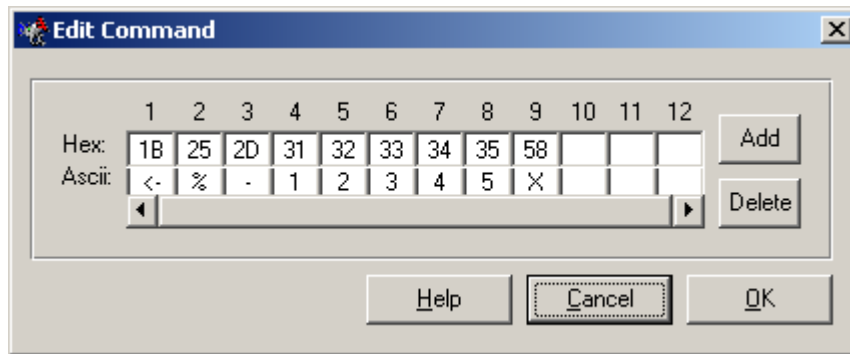 Edit Command
1 2 3 4 5 6 7 8 9 10 11 12
Hex: 1B 25 2D 31 32 33 34 35 58
Add
Ascii: <- % - 1 2 3 4 5 X
Delete
Help Cancel OK